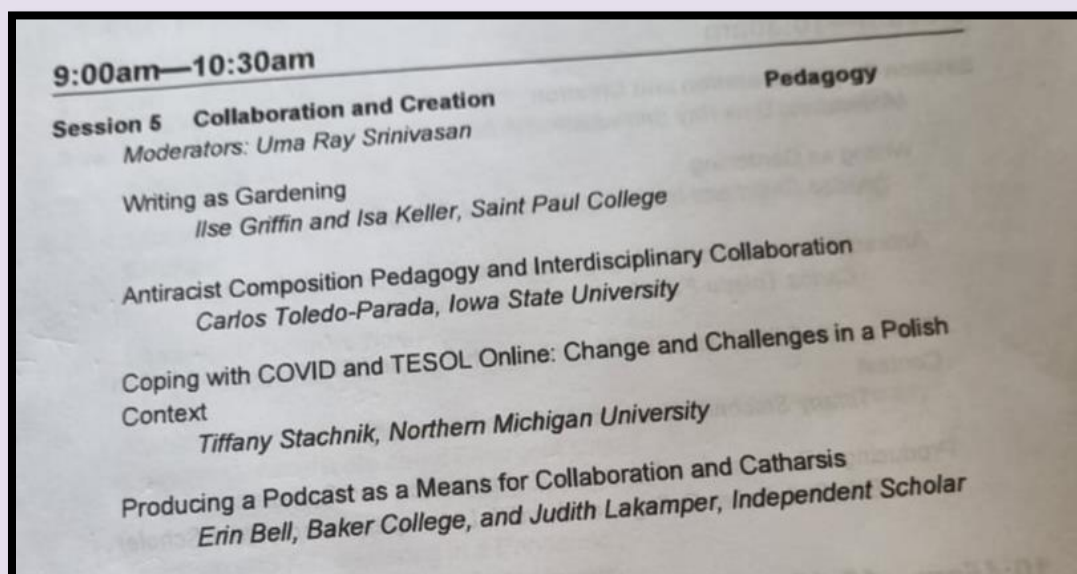 9:00am—10:30am
Session 5 Collaboration and Creation Pedagogy
Moderators: Uma Ray Srinivasan
Writing as Gardening
Ilse Griffin and Isa Keller, Saint Paul College
Antiracist Composition Pedagogy and Interdisciplinary Collaboration
Carlos Toledo-Parada, Iowa State University
Coping with COVID and TESOL Online: Change and Challenges in a Polish
Context
Tiffany Stachnik, Northern Michigan University
Producing a Podcast as a Means for Collaboration and Catharsis
Erin Bell, Baker College, and Judith Lakamper, Independent Scholar